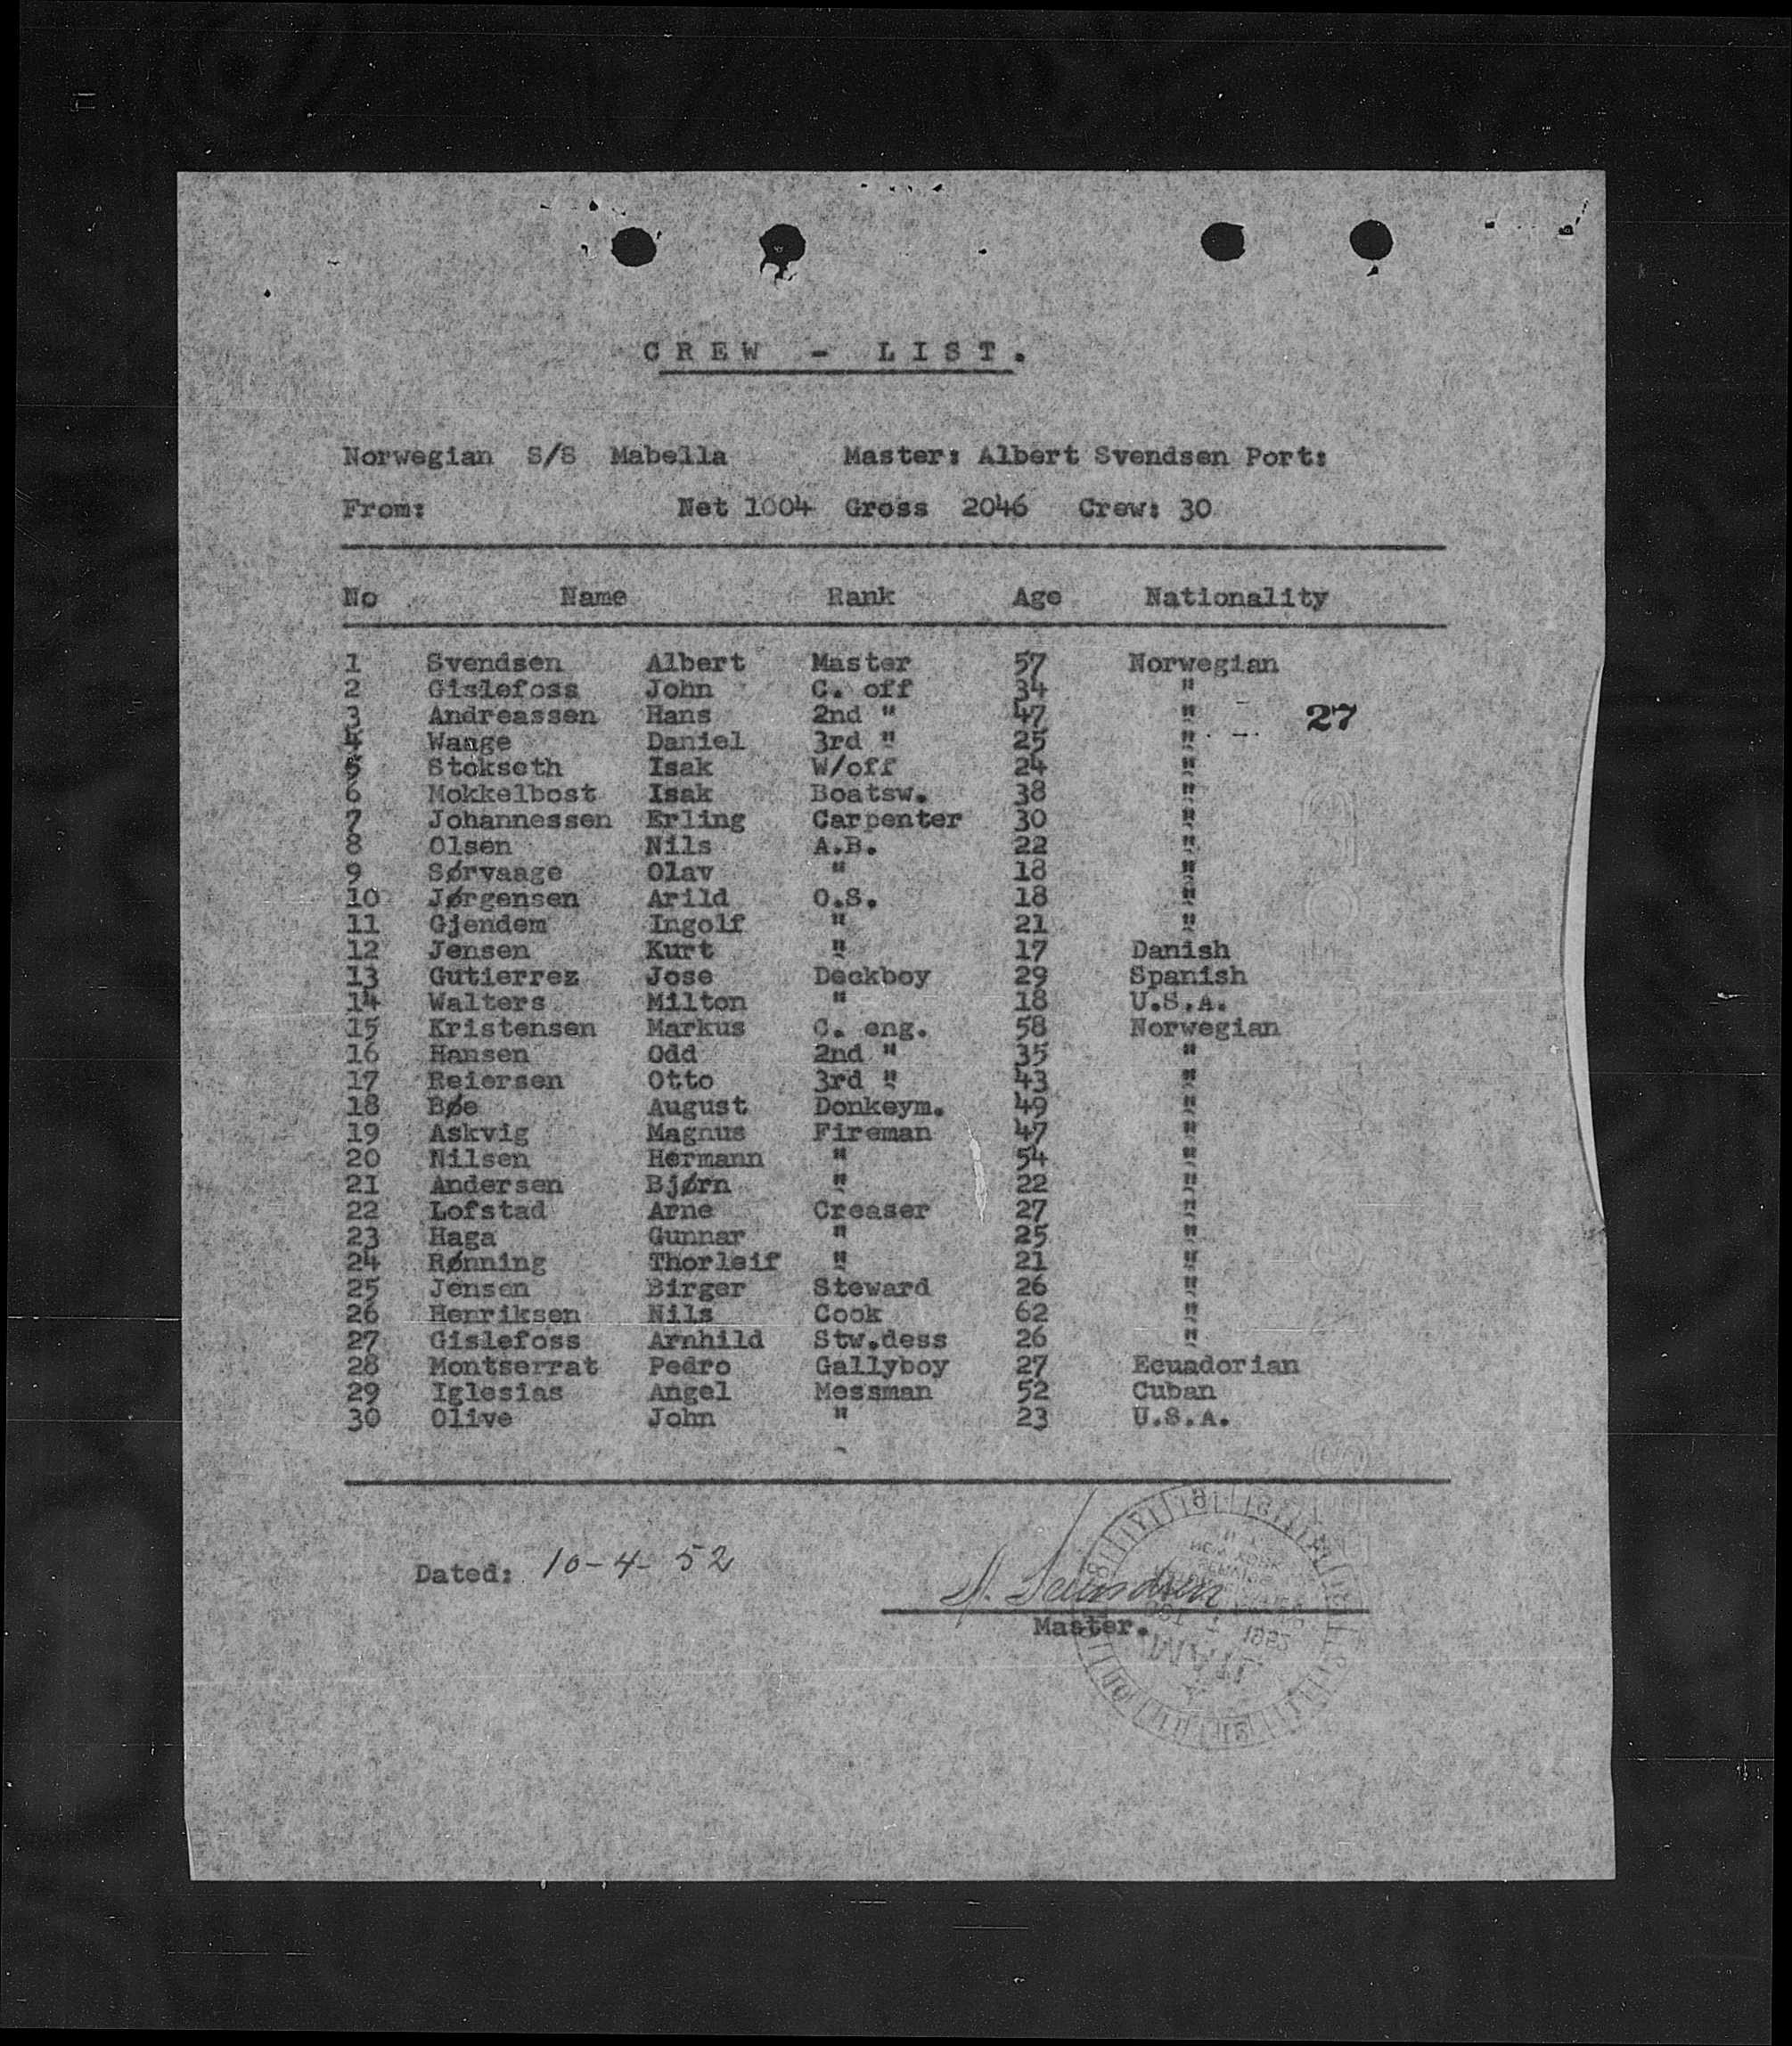 CREW - LIST.
Norwegian S/S Mabella Master: Albert Svendsen Port:
From: Net 1004 Gross 2046 Crew: 30
No Name Rank Age Nationality
1 Svendsen Albert Master 57 Norwegian
2 Gislefoss John C. off 34 "
3 Andreassen Hans 2nd " 47 " 27
4 Waage Daniel 3rd " 25 "
5 Stokseth Isak W/off 24 "
6 Mokkelbost Isak Boatsw. 38 "
7 Johannessen Erling Carpenter 30 "
8 Olsen Nils A.B. 22 "
9 Sørvaage Olav " 18 "
10 Jørgensen Arild O.S. 18 "
11 Gjendem Ingolf " 21 "
12 Jensen Kurt " 17 Danish
13 Gutierrez Jose Deckboy 29 Spanish
14 Walters Milton " 18 U.S.A.
15 Kristensen Markus C. eng. 58 Norwegian
16 Hansen Odd 2nd " 35 "
17 Reiersen Otto 3rd " 43 "
18 Bøe August Donkeym. 49 "
19 Askvig Magnus Fireman 47 "
20 Nilsen Hermann " 54 "
21 Andersen Bjørn " 22 "
22 Lofstad Arne Greaser 27 "
23 Haga Gunnar " 25 "
24 Rønning Thorleif " 21 "
25 Jensen Birger Steward 26 "
26 Henriksen Nils Cook 62 "
27 Gislefoss Arnhild Stw.dess 26 "
28 Montserrat Pedro Gallyboy 27 Ecuadorian
29 Iglesias Angel Messman 52 Cuban
30 Olive John " 23 U.S.A.
Dated: 10-4-52
A. Svendsen
Master.